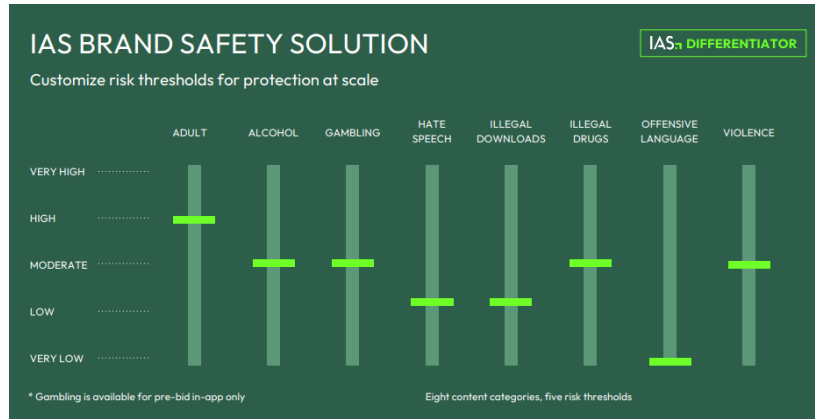 IAS BRAND SAFETY SOLUTION
IAS DIFFERENTIATOR
Customize risk thresholds for protection at scale
ADULT
ALCOHOL
GAMBLING
HATE
SPEECH
ILLEGAL
DOWNLOADS
ILLEGAL
DRUGS
OFFENSIVE
LANGUAGE
VIOLENCE
VERY HIGH
HIGH
MODERATE
LOW
VERY LOW
* Gambling is available for pre-bid in-app only
Eight content categories, five risk thresholds